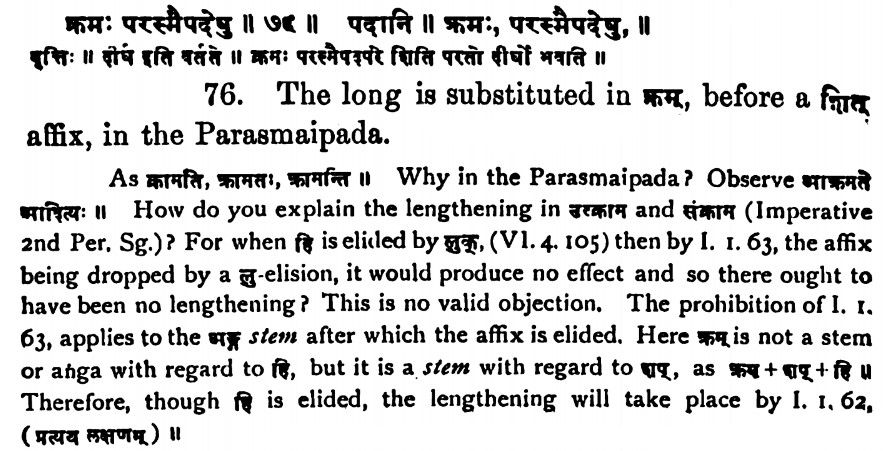 क्रमः परस्मैपदेषु ॥ ७६ ॥ पदानि ॥ क्रमः, परस्मैपदेषु, ॥
वृत्तिः ॥ दीर्घ इति वर्तते ॥ क्रमः परस्मैपदपरे शिति परतो दीर्घो भवति ॥
76. The long is substituted in क्रम्, before a शित्
affix, in the Parasmaipada.
As क्रामति, क्रामतः, क्रामन्ति ॥ Why in the Parasmaipada? Observe आक्रमते
आदित्यः ॥ How do you explain the lengthening in उत्क्राम and संक्राम (Imperative
2nd Per. Sg.)? For when हि is elided by लुक्, (VI. 4. 105) then by I. 1. 63, the affix
being dropped by a लु-elision, it would produce no effect and so there ought to
have been no lengthening? This is no valid objection. The prohibition of I. 1.
63, applies to the अङ्ग stem after which the affix is elided. Here क्रम् is not a stem
or aṅga with regard to हि, but it is a stem with regard to शप्, as क्रम + शप् + हि ॥
Therefore, though हि is elided, the lengthening will take place by I. 1. 62,
(प्रत्यय लक्षणम्) ॥